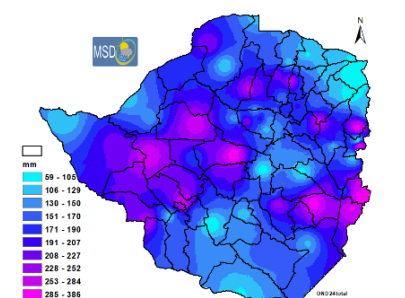 N
MSD
mm
59 - 105
106 - 129
130 - 150
151 - 170
171 - 190
191 - 207
208 - 227
228 - 252
253 - 284
285 - 386
OND24total